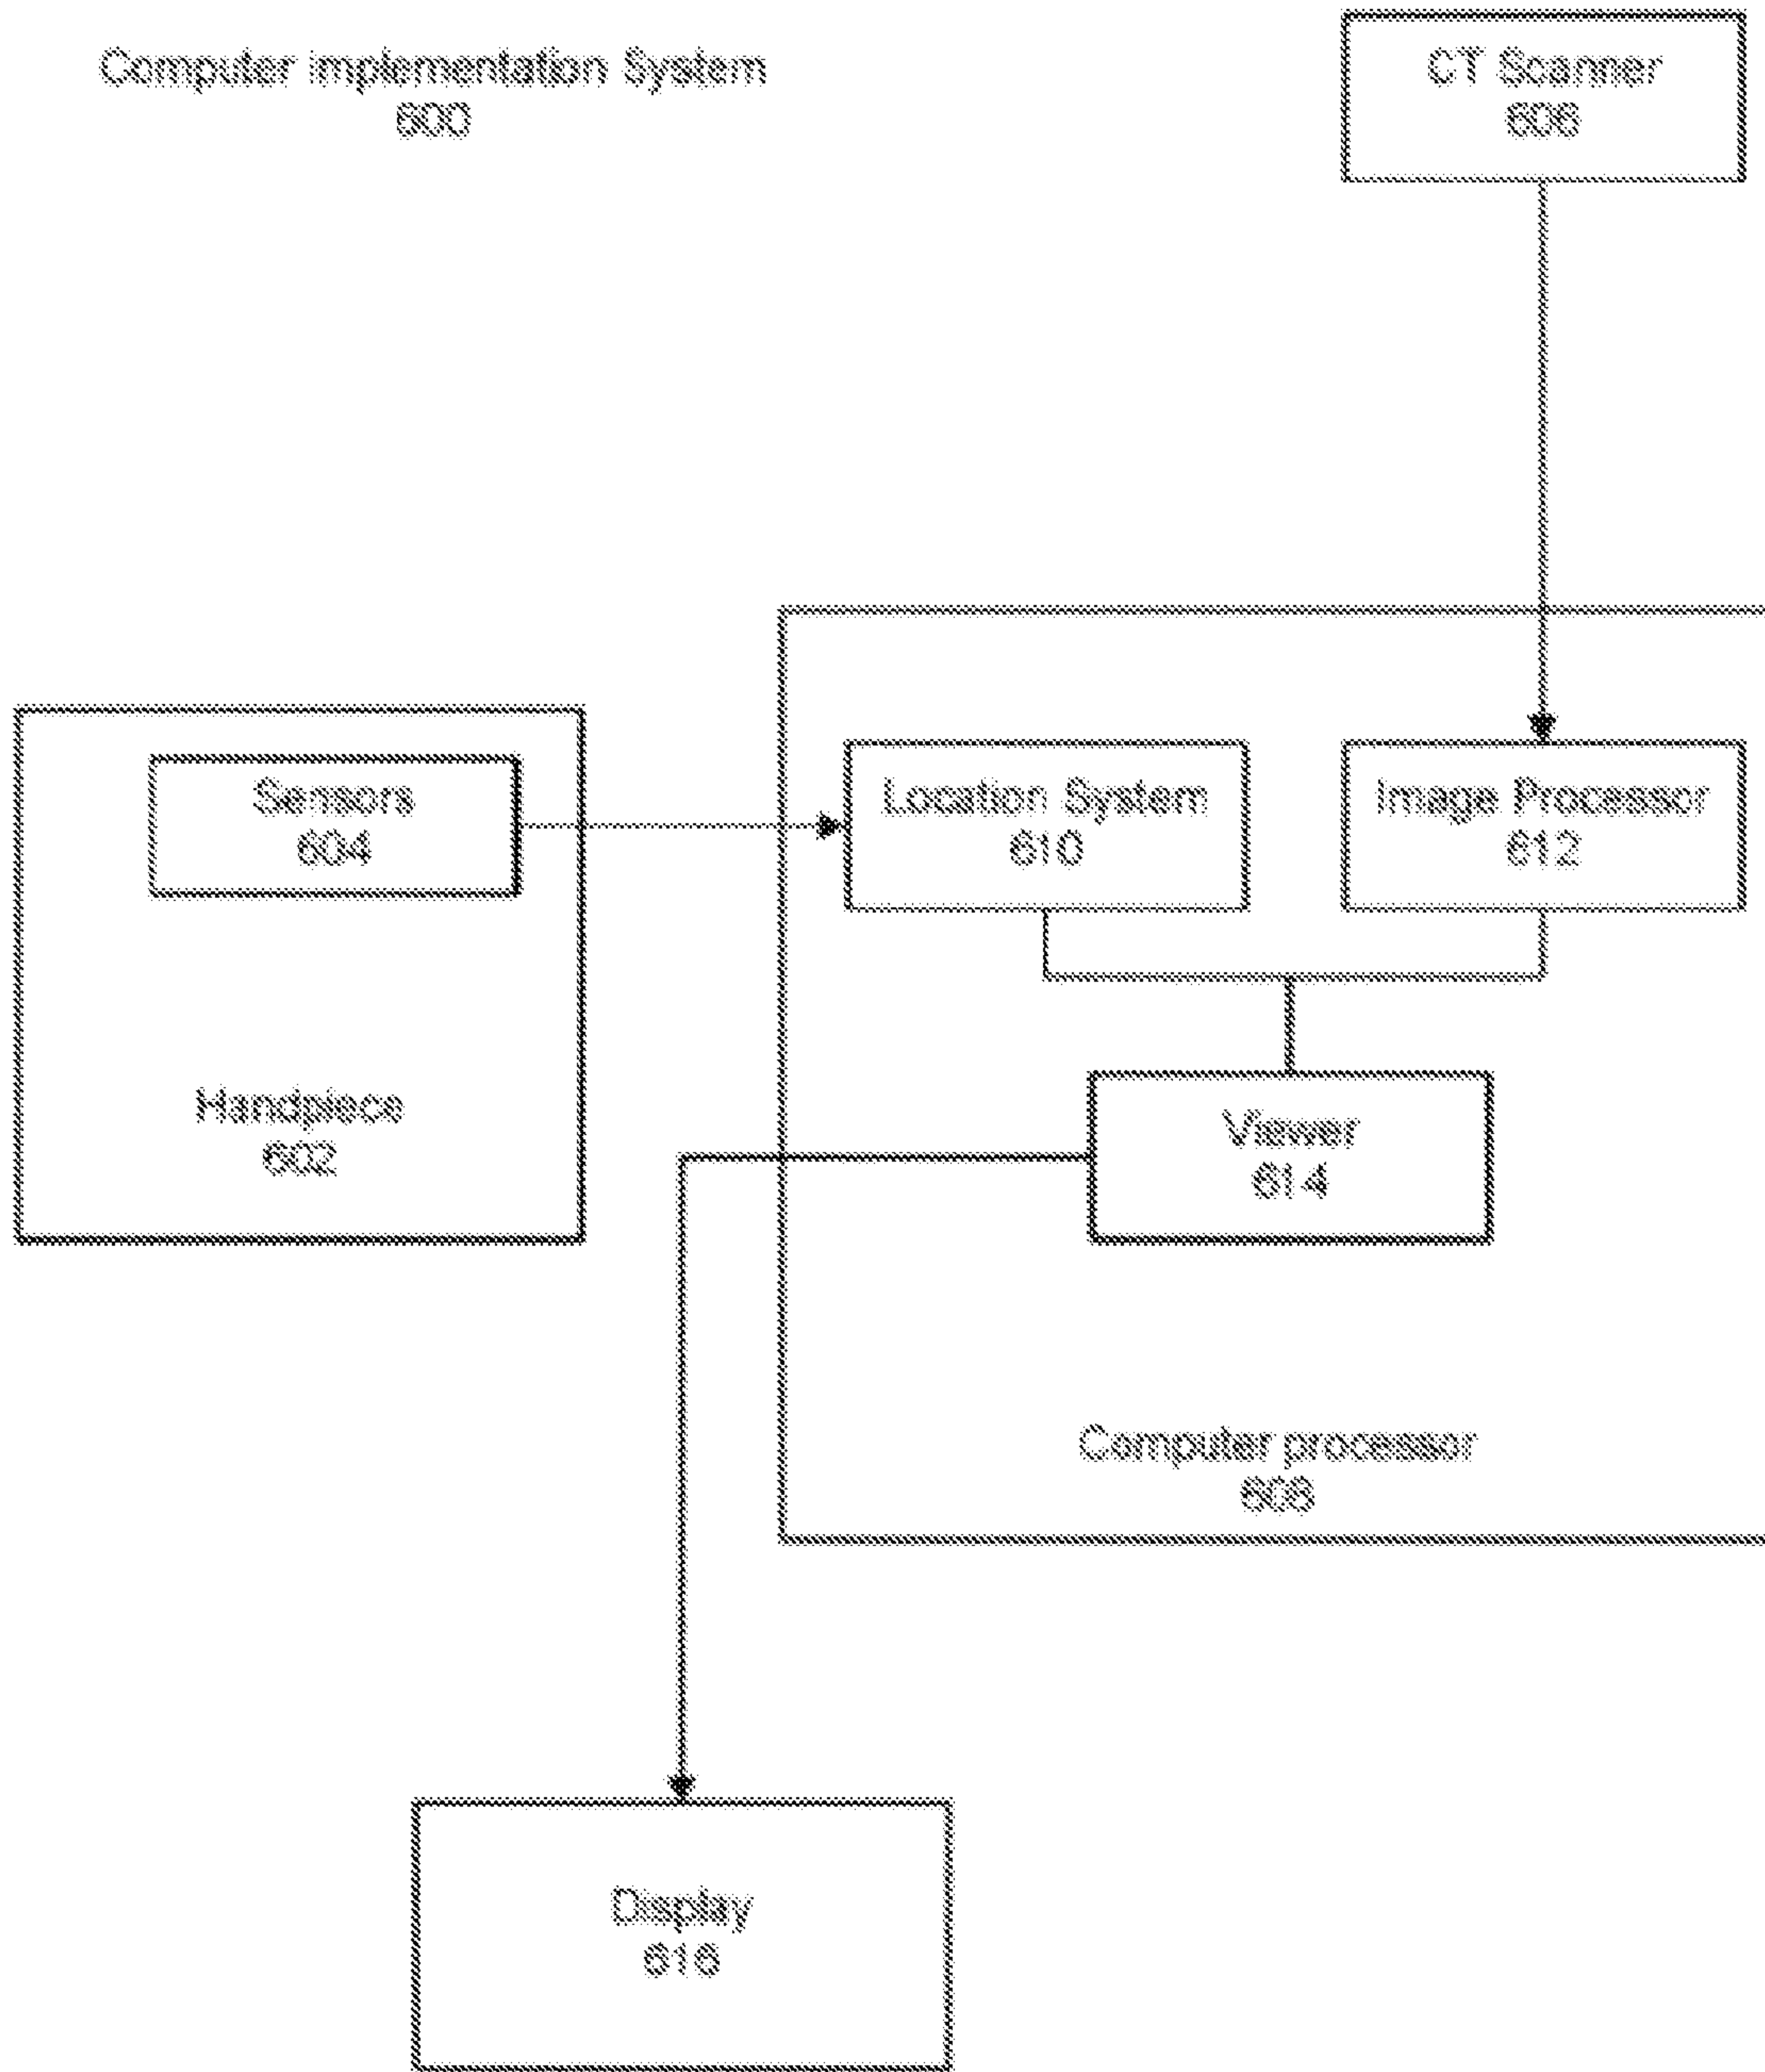 Computer implementation System
600
CT Scanner
606
Sensors
604
Location System
610
Image Processor
612
Handpiece
602
Viewer
614
Computer processor
608
Display
616